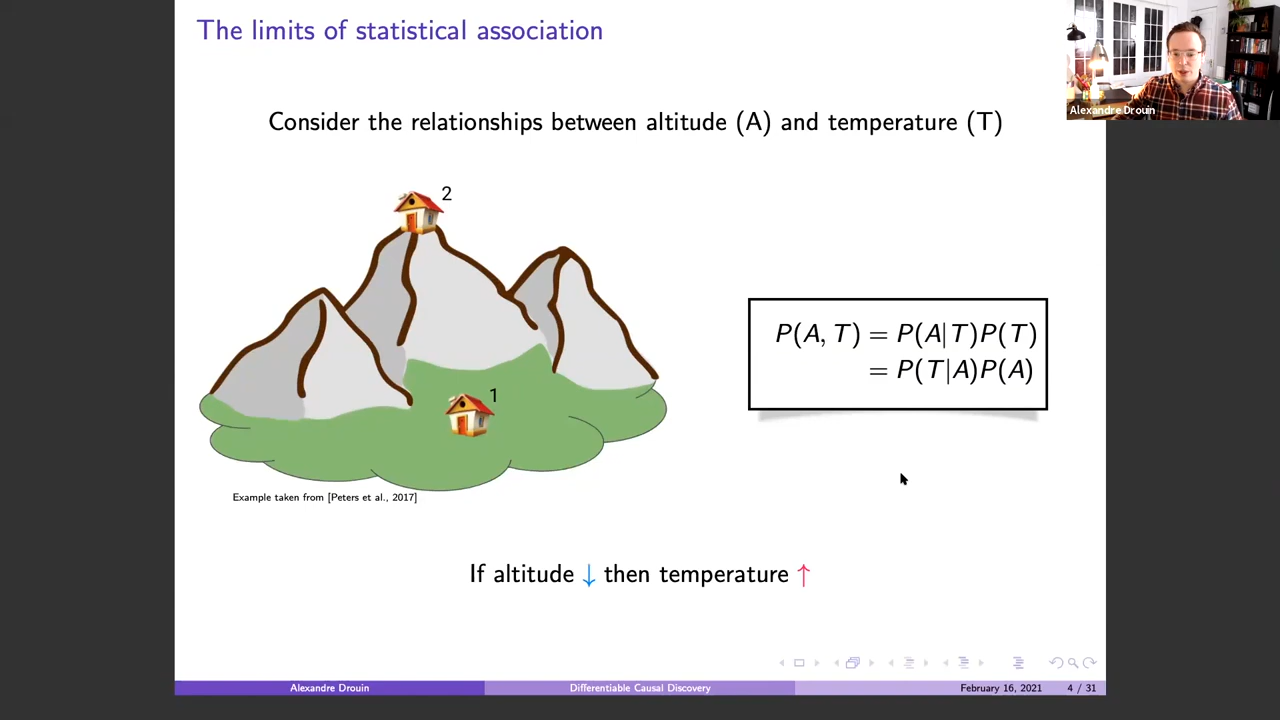 The limits of statistical association
Alexandre Drouin
Consider the relationships between altitude (A) and temperature (T)
2
P(A, T) = P(A|T)P(T)
= P(T|A)P(A)
1
Example taken from [Peters et al., 2017]
If altitude ↓ then temperature ↑
Alexandre Drouin Differentiable Causal Discovery February 16, 2021 4 / 31